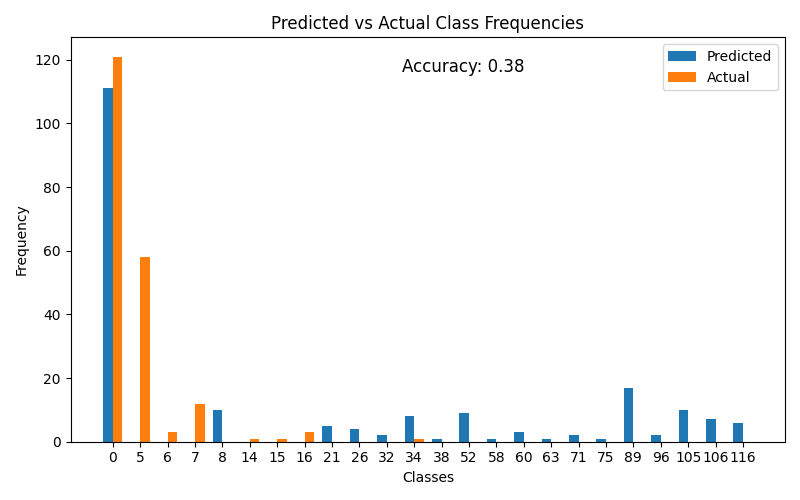 Predicted vs Actual Class Frequencies
Accuracy: 0.38
Predicted
Actual
120
100
80
60
40
20
0
Frequency
0 5 6 7 8 14 15 16 21 26 32 34 38 52 58 60 63 71 75 89 96 105 106 116
Classes